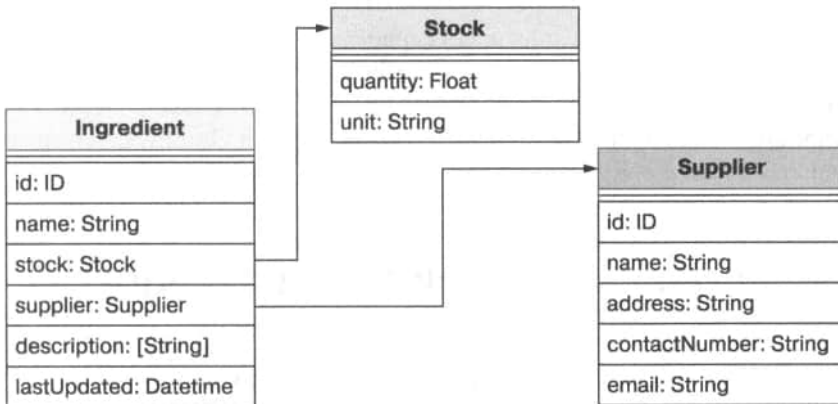 Stock
quantity: Float
unit: String
Ingredient
id: ID
name: String
stock: Stock
supplier: Supplier
description: [String]
lastUpdated: Datetime
Supplier
id: ID
name: String
address: String
contactNumber: String
email: String